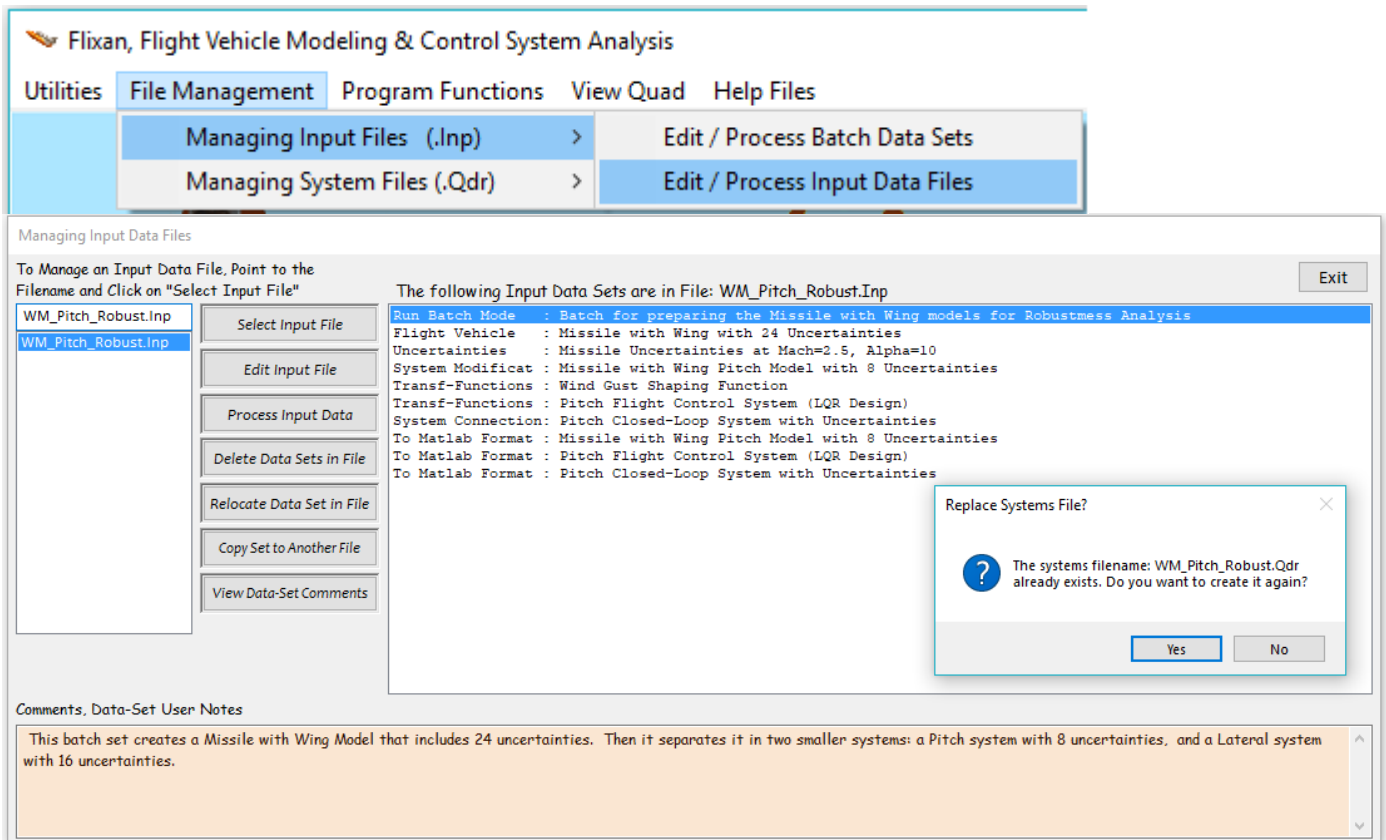 Flixan, Flight Vehicle Modeling & Control System Analysis
Utilities File Management Program Functions View Quad Help Files
Managing Input Files (.Inp) > Edit / Process Batch Data Sets
Managing System Files (.Qdr) > Edit / Process Input Data Files
Managing Input Data Files
To Manage an Input Data File, Point to the
Filename and Click on "Select Input File"
WM_Pitch_Robust.Inp
WM_Pitch_Robust.Inp
Select Input File
Edit Input File
Process Input Data
Delete Data Sets in File
Relocate Data Set in File
Copy Set to Another File
View Data-Set Comments
The following Input Data Sets are in File: WM_Pitch_Robust.Inp
Exit
Run Batch Mode : Batch for preparing the Missile with Wing models for Robustmess Analysis
Flight Vehicle : Missile with Wing with 24 Uncertainties
Uncertainties : Missile Uncertainties at Mach=2.5, Alpha=10
System Modificat : Missile with Wing Pitch Model with 8 Uncertainties
Transf-Functions : Wind Gust Shaping Function
Transf-Functions : Pitch Flight Control System (LQR Design)
System Connection: Pitch Closed-Loop System with Uncertainties
To Matlab Format : Missile with Wing Pitch Model with 8 Uncertainties
To Matlab Format : Pitch Flight Control System (LQR Design)
To Matlab Format : Pitch Closed-Loop System with Uncertainties
Replace Systems File?
The systems filename: WM_Pitch_Robust.Qdr
already exists. Do you want to create it again?
Yes No
Comments, Data-Set User Notes
This batch set creates a Missile with Wing Model that includes 24 uncertainties. Then it separates it in two smaller systems: a Pitch system with 8 uncertainties, and a Lateral system
with 16 uncertainties.